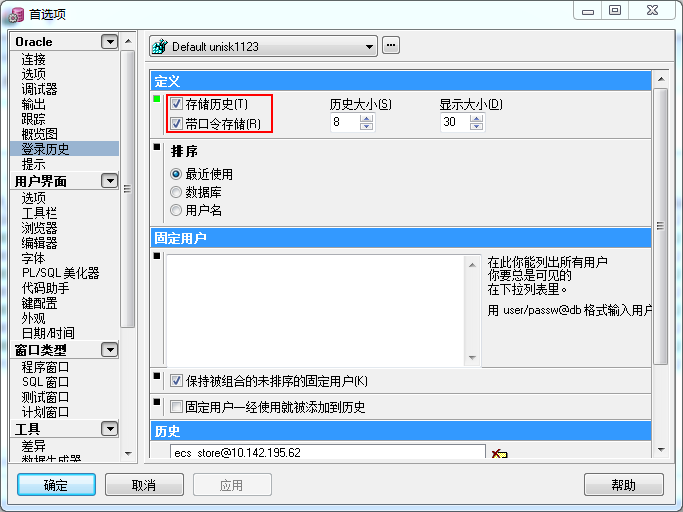 首选项
Oracle
连接
选项
调试器
输出
跟踪
概览图
登录历史
提示
用户界面
选项
工具栏
浏览器
编辑器
字体
PL/SQL 美化器
代码助手
键配置
外观
日期/时间
窗口类型
程序窗口
SQL 窗口
测试窗口
计划窗口
工具
差异
数据生成器
Default unisk1123
定义
存储历史(T)
带口令存储(R)
历史大小(S)
8
显示大小(D)
30
排序
最近使用
数据库
用户名
固定用户
在此你能列出所有用户
你要总是可见的
在下拉列表里。
用 user/passw@db 格式输入用户
保持被组合的未排序的固定用户(K)
固定用户一经使用就被添加到历史
历史
ecs_store@10.142.195.62
确定
取消
应用
帮助